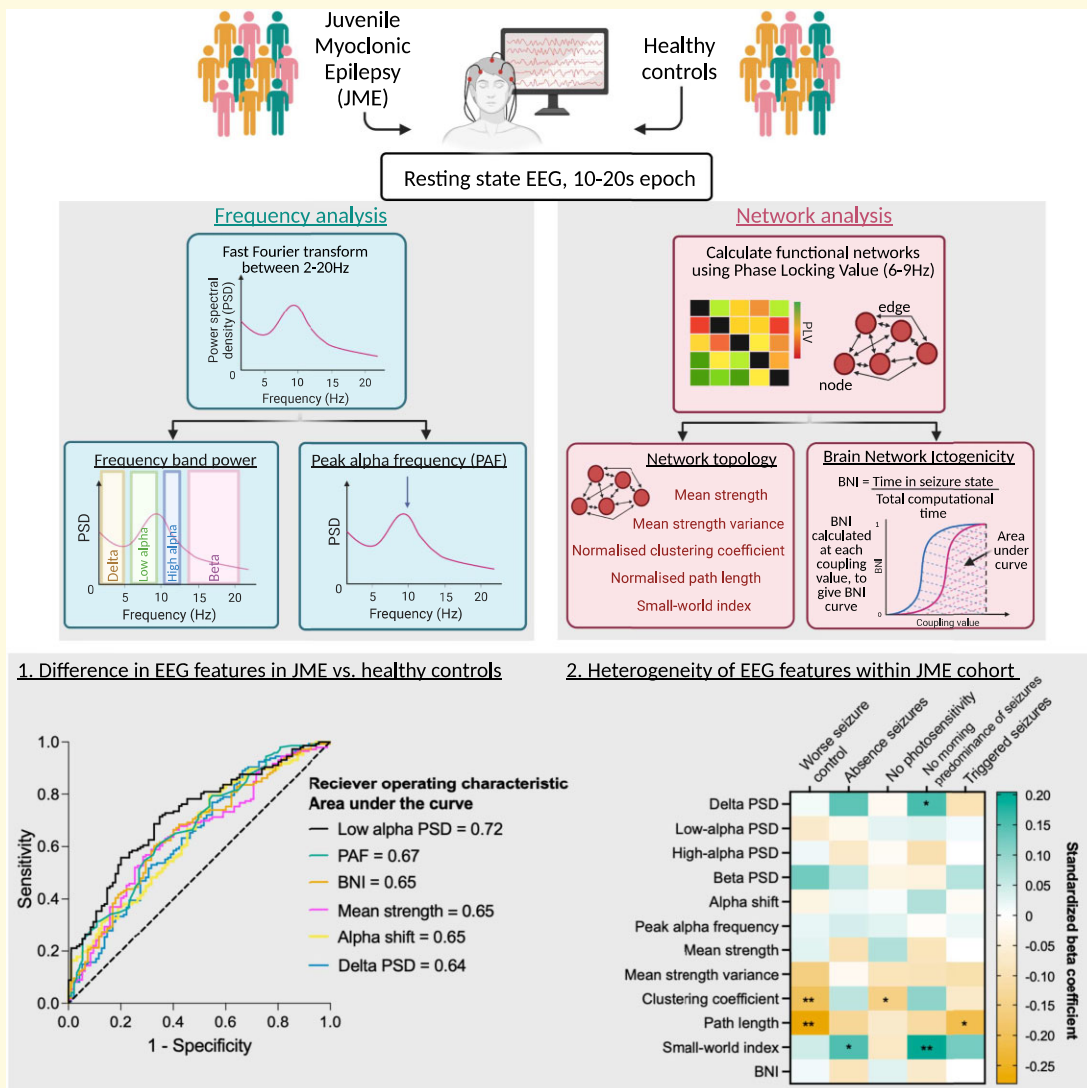 Juvenile
Myoclonic
Epilepsy
(JME)
Healthy
controls
Resting state EEG, 10-20s epoch
Frequency analysis
Fast Fourier transform
between 2-20Hz
Power spectral
density (PSD)
0
5
10
15
20
Frequency (Hz)
Frequency band power
PSD
Delta
Low alpha
High alpha
Beta
0
5
10
15
20
Frequency (Hz)
Peak alpha frequency (PAF)
PSD
0
5
10
15
20
Frequency (Hz)
Network analysis
Calculate functional networks
using Phase Locking Value (6-9Hz)
PLV
edge
node
Network topology
Mean strength
Mean strength variance
Normalised clustering coefficient
Normalised path length
Small-world index
Brain Network Ictogenicity
BNI = Time in seizure state
Total computational
time
BNI
calculated
at each
coupling
value, to
give BNI
curve
1
BNI
0
Coupling value
Area
under
curve
1. Difference in EEG features in JME vs. healthy controls
1.0
0.8
0.6
0.4
0.2
0.0
Sensitivity
0.0
0.2
0.4
0.6
0.8
1.0
1 - Specificity
Reciever operating characteristic
Area under the curve
Low alpha PSD = 0.72
PAF = 0.67
BNI = 0.65
Mean strength = 0.65
Alpha shift = 0.65
Delta PSD = 0.64
2. Heterogeneity of EEG features within JME cohort
Worse seizure
control
Absence seizures
No photosensitivity
No morning
predominance of seizures
Triggered seizures
Delta PSD
*
Low-alpha PSD
High-alpha PSD
Beta PSD
Alpha shift
Peak alpha frequency
Mean strength
Mean strength variance
Clustering coefficient
**
*
Path length
**
*
Small-world index
*
**
BNI
0.20
0.15
0.10
0.05
0
-0.05
-0.10
-0.15
-0.20
-0.25
Standardized beta coefficient